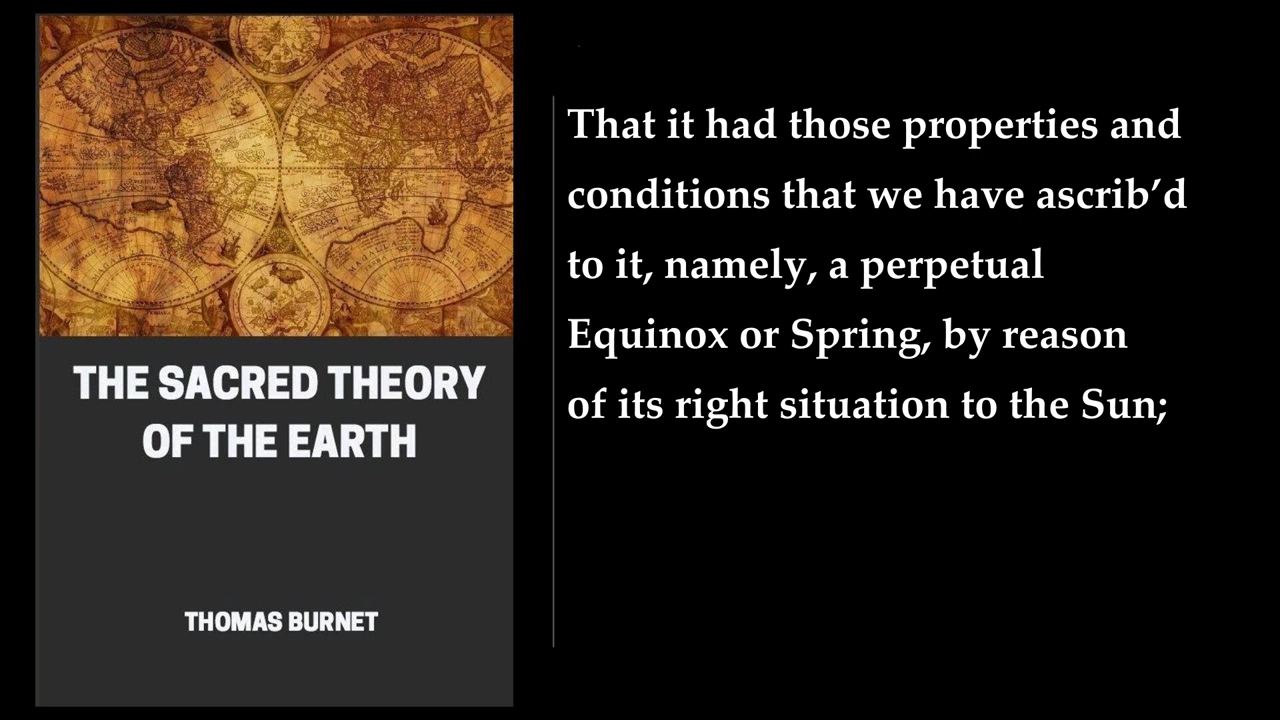 THE SACRED THEORY
OF THE EARTH
THOMAS BURNET
That it had those properties and
conditions that we have ascrib’d
to it, namely, a perpetual
Equinox or Spring, by reason
of its right situation to the Sun;